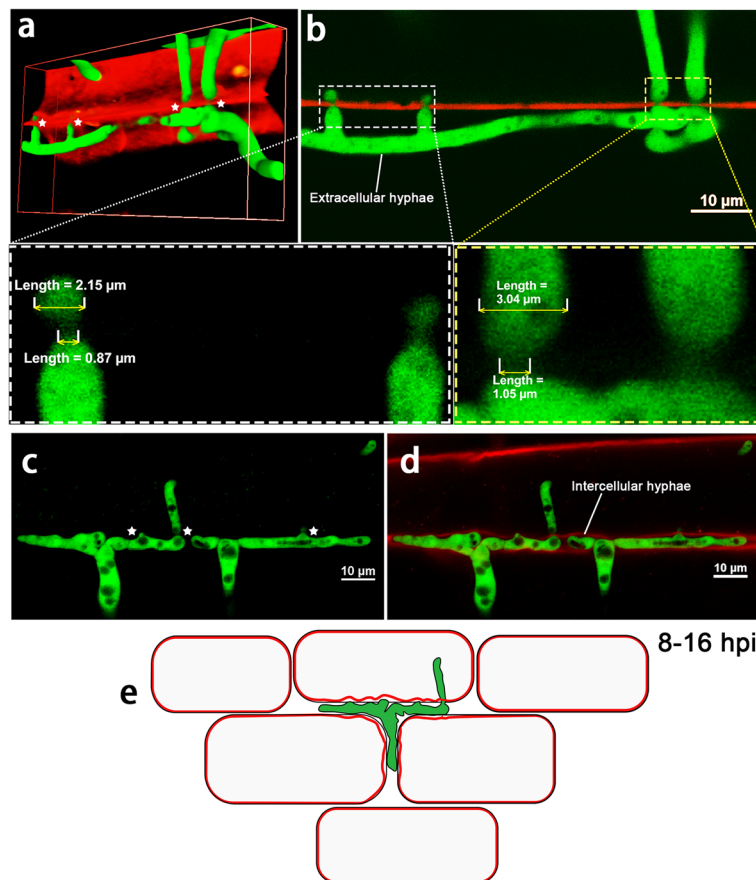 a
b
Extracellular hyphae
10 µm
Length = 2.15 µm
Length = 0.87 µm
Length =
3.04 µm
Length =
1.05 µm
c
10 µm
d
Intercellular hyphae
10 µm
8-16 hpi
e